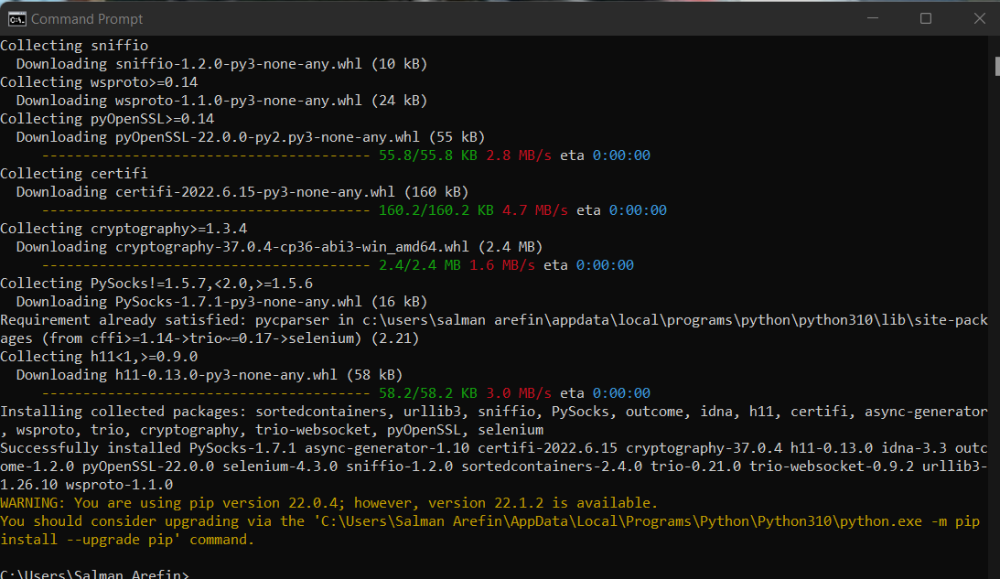 Command Prompt
Collecting sniffio
Downloading sniffio-1.2.0-py3-none-any.whl (10 kB)
Collecting wsproto>=0.14
Downloading wsproto-1.1.0-py3-none-any.whl (24 kB)
Collecting pyOpenSSL>=0.14
Downloading pyOpenSSL-22.0.0-py2.py3-none-any.whl (55 kB)
---------------------------------------- 55.8/55.8 KB 2.8 MB/s eta 0:00:00
Collecting certifi
Downloading certifi-2022.6.15-py3-none-any.whl (160 kB)
---------------------------------------- 160.2/160.2 KB 4.7 MB/s eta 0:00:00
Collecting cryptography>=1.3.4
Downloading cryptography-37.0.4-cp36-abi3-win_amd64.whl (2.4 MB)
---------------------------------------- 2.4/2.4 MB 1.6 MB/s eta 0:00:00
Collecting PySocks!=1.5.7,<2.0,>=1.5.6
Downloading PySocks-1.7.1-py3-none-any.whl (16 kB)
Requirement already satisfied: pycparser in c:\users\salman arefin\appdata\local\programs\python\python310\lib\site-pack
ages (from cffi>=1.14->trio~=0.17->selenium) (2.21)
Collecting h11<1,>=0.9.0
Downloading h11-0.13.0-py3-none-any.whl (58 kB)
---------------------------------------- 58.2/58.2 KB 3.0 MB/s eta 0:00:00
Installing collected packages: sortedcontainers, urllib3, sniffio, PySocks, outcome, idna, h11, certifi, async-generator
, wsproto, trio, cryptography, trio-websocket, pyOpenSSL, selenium
Successfully installed PySocks-1.7.1 async-generator-1.10 certifi-2022.6.15 cryptography-37.0.4 h11-0.13.0 idna-3.3 outc
ome-1.2.0 pyOpenSSL-22.0.0 selenium-4.3.0 sniffio-1.2.0 sortedcontainers-2.4.0 trio-0.21.0 trio-websocket-0.9.2 urllib3-
1.26.10 wsproto-1.1.0
WARNING: You are using pip version 22.0.4; however, version 22.1.2 is available.
You should consider upgrading via the 'C:\Users\Salman Arefin\AppData\Local\Programs\Python\Python310\python.exe -m pip
install --upgrade pip' command.
C:\Users\Salman Arefin>